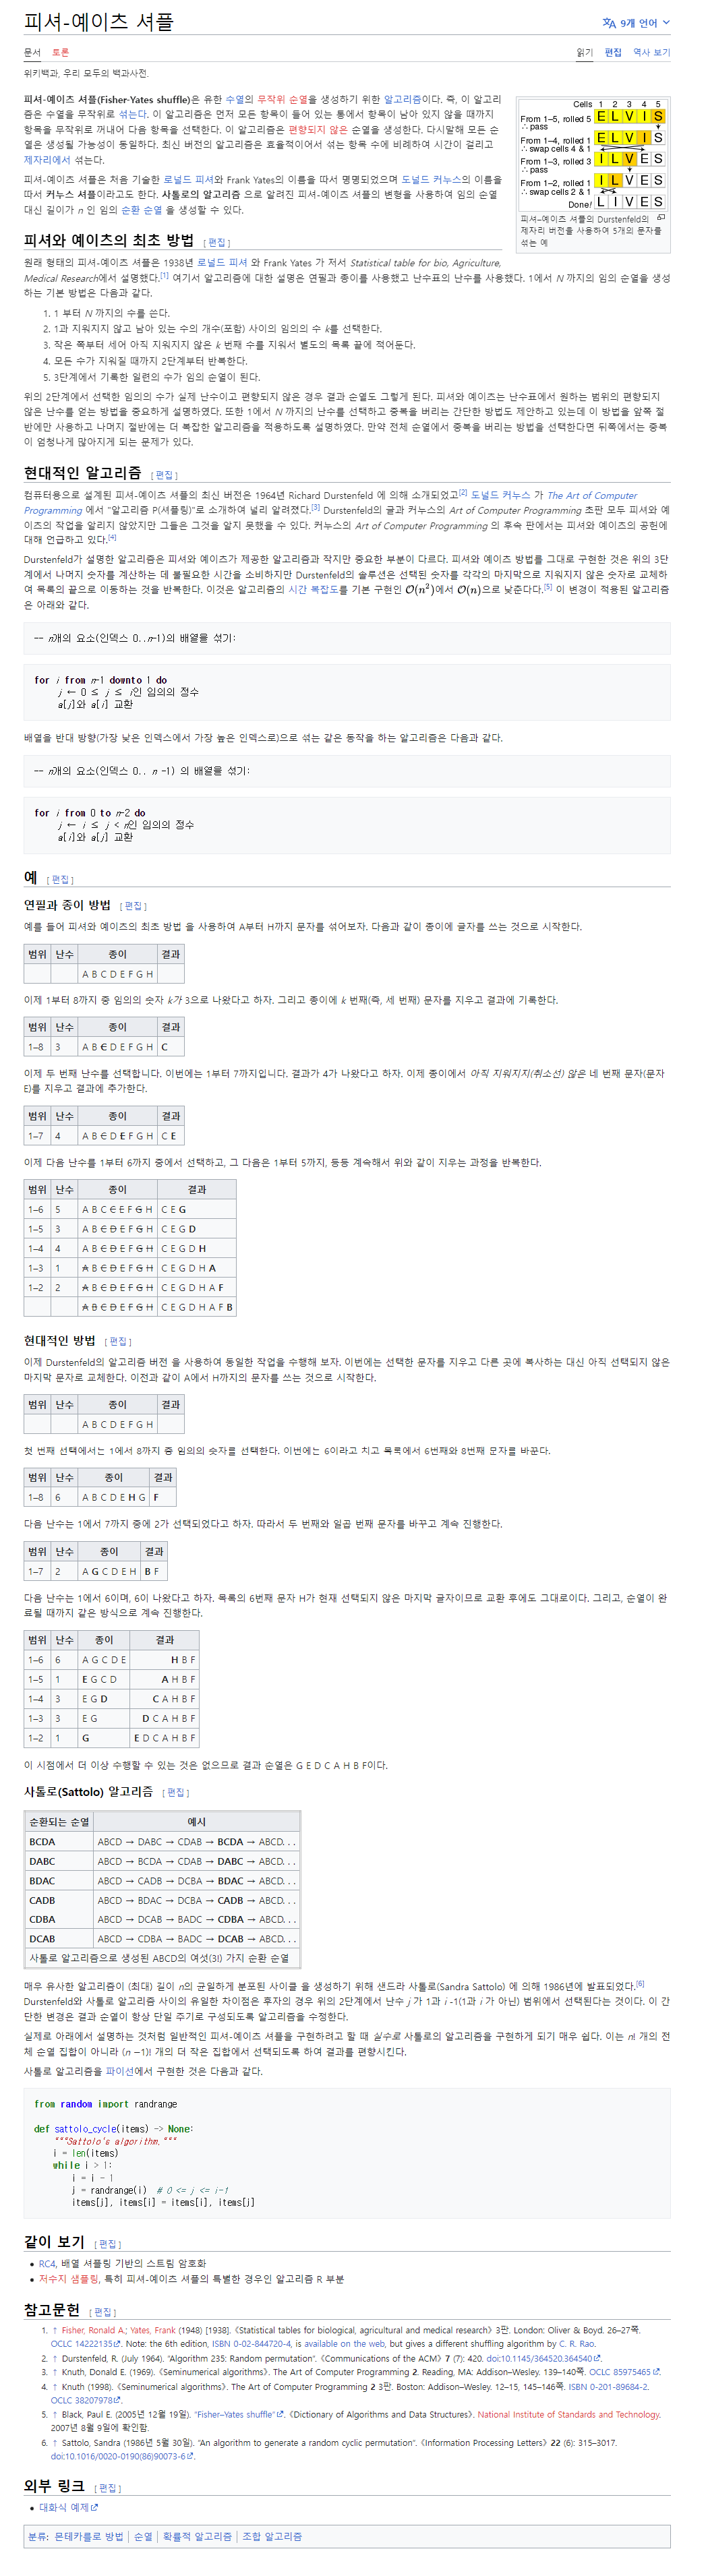 피셔-예이츠 셔플
9개 언어
문서 토론
읽기 편집 역사 보기
위키백과, 우리 모두의 백과사전.
피셔-예이츠 셔플(Fisher-Yates shuffle)은 유한 수열의 무작위 순열을 생성하기 위한 알고리즘이다. 즉, 이 알고리
즘은 수열을 무작위로 섞는다. 이 알고리즘은 먼저 모든 항목이 들어 있는 통에서 항목이 남아 있지 않을 때까지
항목을 무작위로 꺼내어 다음 항목을 선택한다. 이 알고리즘은 편향되지 않은 순열을 생성한다. 다시말해 모든 순
열은 생성될 가능성이 동일하다. 최신 버전의 알고리즘은 효율적이어서 섞는 항목 수에 비례하여 시간이 걸리고
제자리에서 섞는다.
피셔-예이츠 셔플은 처음 기술한 로널드 피셔와 Frank Yates의 이름을 따서 명명되었으며 도널드 커누스의 이름을
따서 커누스 셔플이라고도 한다. 사톨로의 알고리즘 으로 알려진 피셔-예이츠 셔플의 변형을 사용하여 임의 순열
대신 길이가 n 인 임의 순환 순열 을 생성할 수 있다.
Cells 1 2 3 4 5
From 1–5, rolled 5 E L V I S
∴ pass
From 1–4, rolled 1 E L V I S
∴ swap cells 4 & 1
From 1–3, rolled 3 I L V E S
∴ pass
From 1–2, rolled 1 I L V E S
∴ swap cells 2 & 1
Done! L I V E S
피셔–예이츠 셔플의 Durstenfeld의
제자리 버전을 사용하여 5개의 문자를
섞는 예
피셔와 예이츠의 최초 방법 [ 편집 ]
원래 형태의 피셔-예이츠 셔플은 1938년 로널드 피셔 와 Frank Yates 가 저서 Statistical table for bio, Agriculture,
Medical Research에서 설명했다.[1] 여기서 알고리즘에 대한 설명은 연필과 종이를 사용했고 난수표의 난수를 사용했다. 1에서 N 까지의 임의 순열을 생성하
는 기본 방법은 다음과 같다.
1. 1 부터 N 까지의 수를 쓴다.
2. 1과 지워지지 않고 남아 있는 수의 개수(포함) 사이의 임의의 수 k를 선택한다.
3. 작은 쪽부터 세어 아직 지워지지 않은 k 번째 수를 지워서 별도의 목록 끝에 적어둔다.
4. 모든 수가 지워질 때까지 2단계부터 반복한다.
5. 3단계에서 기록한 일련의 수가 임의 순열이 된다.
위의 2단계에서 선택한 임의의 수가 실제 난수이고 편향되지 않은 경우 결과 순열도 그렇게 된다. 피셔와 예이츠는 난수표에서 원하는 범위의 편향되지
않은 난수를 얻는 방법을 중요하게 설명하였다. 또한 1에서 N 까지의 난수를 선택하고 중복을 버리는 간단한 방법도 제안하고 있는데 이 방법을 앞쪽 절
반에만 사용하고 나머지 절반에는 더 복잡한 알고리즘을 적용하도록 설명하였다. 만약 전체 순열에서 중복을 버리는 방법을 선택한다면 뒤쪽에서는 중복
이 엄청나게 많아지게 되는 문제가 있다.
현대적인 알고리즘 [ 편집 ]
컴퓨터용으로 설계된 피셔-예이츠 셔플의 최신 버전은 1964년 Richard Durstenfeld 에 의해 소개되었고[2] 도널드 커누스 가 The Art of Computer
Programming 에서 "알고리즘 P(셔플링)"로 소개하여 널리 알려졌다.[3] Durstenfeld의 글과 커누스의 Art of Computer Programming 초판 모두 피셔와 예
이츠의 작업을 알리지 않았지만 그들은 그것을 알지 못했을 수 있다. 커누스의 Art of Computer Programming 의 후속 판에서는 피셔와 예이츠의 공헌에
대해 언급하고 있다.[4]
Durstenfeld가 설명한 알고리즘은 피셔와 예이츠가 제공한 알고리즘과 작지만 중요한 부분이 다르다. 피셔와 예이츠 방법을 그대로 구현한 것은 위의 3단
계에서 나머지 숫자를 계산하는 데 불필요한 시간을 소비하지만 Durstenfeld의 솔루션은 선택된 숫자를 각각의 마지막으로 지워지지 않은 숫자로 교체하
여 목록의 끝으로 이동하는 것을 반복한다. 이것은 알고리즘의 시간 복잡도를 기본 구현인 O(n²)에서 O(n)으로 낮춘다다.[5] 이 변경이 적용된 알고리즘
은 아래와 같다.
-- n개의 요소(인덱스 0..n-1)의 배열을 섞기:
for i from n-1 downto 1 do
j ← 0 ≤ j ≤ i인 임의의 정수
a[j]와 a[i] 교환
배열을 반대 방향(가장 낮은 인덱스에서 가장 높은 인덱스로)으로 섞는 같은 동작을 하는 알고리즘은 다음과 같다.
-- n개의 요소(인덱스 0.. n -1) 의 배열을 섞기:
for i from 0 to n-2 do
j ← i ≤ j < n인 임의의 정수
a[i]와 a[j] 교환
예 [ 편집 ]
연필과 종이 방법 [ 편집 ]
예를 들어 피셔와 예이츠의 최초 방법 을 사용하여 A부터 H까지 문자를 섞어보자. 다음과 같이 종이에 글자를 쓰는 것으로 시작한다.
범위 난수 종이 결과
A B C D E F G H
이제 1부터 8까지 중 임의의 숫자 k가 3으로 나왔다고 하자. 그리고 종이에 k 번째(즉, 세 번째) 문자를 지우고 결과에 기록한다.
범위 난수 종이 결과
1–8 3 A B C D E F G H C
이제 두 번째 난수를 선택합니다. 이번에는 1부터 7까지입니다. 결과가 4가 나왔다고 하자. 이제 종이에서 아직 지워지지(취소선) 않은 네 번째 문자(문자
E)를 지우고 결과에 추가한다.
범위 난수 종이 결과
1–7 4 A B C D E F G H C E
이제 다음 난수를 1부터 6까지 중에서 선택하고, 그 다음은 1부터 5까지, 등등 계속해서 위와 같이 지우는 과정을 반복한다.
범위 난수 종이 결과
1–6 5 A B C C E F G H C E G
1–5 3 A B C D E F G H C E G D
1–4 4 A B C D E F G H C E G D H
1–3 1 A B C D E F G H C E G D H A
1–2 2 A B C D E F G H C E G D H A F
A B C D E F G H C E G D H A F B
현대적인 방법 [ 편집 ]
이제 Durstenfeld의 알고리즘 버전 을 사용하여 동일한 작업을 수행해 보자. 이번에는 선택한 문자를 지우고 다른 곳에 복사하는 대신 아직 선택되지 않은
마지막 문자로 교체한다. 이전과 같이 A에서 H까지의 문자를 쓰는 것으로 시작한다.
범위 난수 종이 결과
A B C D E F G H
첫 번째 선택에서는 1에서 8까지 중 임의의 숫자를 선택한다. 이번에는 6이라고 치고 목록에서 6번째와 8번째 문자를 바꾼다.
범위 난수 종이 결과
1–8 6 A B C D E H G F
다음 난수는 1에서 7까지 중에 2가 선택되었다고 하자. 따라서 두 번째와 일곱 번째 문자를 바꾸고 계속 진행한다.
범위 난수 종이 결과
1–7 2 A G C D E H B F
다음 난수는 1에서 6이며, 6이 나왔다고 하자. 목록의 6번째 문자 H가 현재 선택되지 않은 마지막 글자이므로 교환 후에도 그대로이다. 그리고, 순열이 완
료될 때까지 같은 방식으로 계속 진행한다.
범위 난수 종이 결과
1–6 6 A G C D E H B F
1–5 1 E G C D A H B F
1–4 3 E G D C A H B F
1–3 3 E G D C A H B F
1–2 1 G E D C A H B F
이 시점에서 더 이상 수행할 수 있는 것은 없으므로 결과 순열은 G E D C A H B F이다.
사톨로(Sattolo) 알고리즘 [ 편집 ]
순환되는 순열 예시
BCDA ABCD → DABC → CDAB → BCDA → ABCD. . .
DABC ABCD → BCDA → CDAB → DABC → ABCD. . .
BDAC ABCD → CADB → DCBA → BDAC → ABCD. . .
CADB ABCD → BDAC → DCBA → CADB → ABCD. . .
CDBA ABCD → DCAB → BADC → CDBA → ABCD. . .
DCAB ABCD → CDBA → BADC → DCAB → ABCD. . .
사톨로 알고리즘으로 생성된 ABCD의 여섯(3!) 가지 순환 순열
매우 유사한 알고리즘이 (최대) 길이 n의 균일하게 분포된 사이클 을 생성하기 위해 샌드라 사톨로(Sandra Sattolo) 에 의해 1986년에 발표되었다.[6]
Durstenfeld와 사톨로 알고리즘 사이의 유일한 차이점은 후자의 경우 위의 2단계에서 난수 j 가 1과 i -1(1과 i 가 아닌) 범위에서 선택된다는 것이다. 이 간
단한 변경은 결과 순열이 항상 단일 주기로 구성되도록 알고리즘을 수정한다.
실제로 아래에서 설명하는 것처럼 일반적인 피셔-예이츠 셔플을 구현하려고 할 때 실수로 사톨로의 알고리즘을 구현하게 되기 매우 쉽다. 이는 n! 개의 전
체 순열 집합이 아니라 (n −1)! 개의 더 작은 집합에서 선택되도록 하여 결과를 편향시킨다.
사톨로 알고리즘을 파이선에서 구현한 것은 다음과 같다.
from random import randrange
def sattolo_cycle(items) -> None:
"""Sattolo's algorithm."""
i = len(items)
while i > 1:
i = i - 1
j = randrange(i) # 0 <= j <= i-1
items[j], items[i] = items[i], items[j]
같이 보기 [ 편집 ]
RC4, 배열 셔플링 기반의 스트림 암호화
저수지 샘플링, 특히 피셔-예이츠 셔플의 특별한 경우인 알고리즘 R 부분
참고문헌 [ 편집 ]
1. ↑ Fisher, Ronald A.; Yates, Frank (1948) [1938]. 《Statistical tables for biological, agricultural and medical research》 3판. London: Oliver & Boyd. 26–27쪽.
OCLC 14222135. Note: the 6th edition, ISBN 0-02-844720-4, is available on the web, but gives a different shuffling algorithm by C. R. Rao.
2. ↑ Durstenfeld, R. (July 1964). "Algorithm 235: Random permutation". 《Communications of the ACM》 7 (7): 420. doi:10.1145/364520.364540.
3. ↑ Knuth, Donald E. (1969). 《Seminumerical algorithms》. The Art of Computer Programming 2. Reading, MA: Addison–Wesley. 139–140쪽. OCLC 85975465.
4. ↑ Knuth (1998). 《Seminumerical algorithms》. The Art of Computer Programming 2 3판. Boston: Addison–Wesley. 12–15, 145–146쪽. ISBN 0-201-89684-2.
OCLC 38207978.
5. ↑ Black, Paul E. (2005년 12월 19일). "Fisher–Yates shuffle". 《Dictionary of Algorithms and Data Structures》. National Institute of Standards and Technology.
2007년 8월 9일에 확인함.
6. ↑ Sattolo, Sandra (1986년 5월 30일). "An algorithm to generate a random cyclic permutation". 《Information Processing Letters》 22 (6): 315–3017.
doi:10.1016/0020-0190(86)90073-6.
외부 링크 [ 편집 ]
대화식 예제
분류: 몬테카를로 방법 순열 확률적 알고리즘 조합 알고리즘